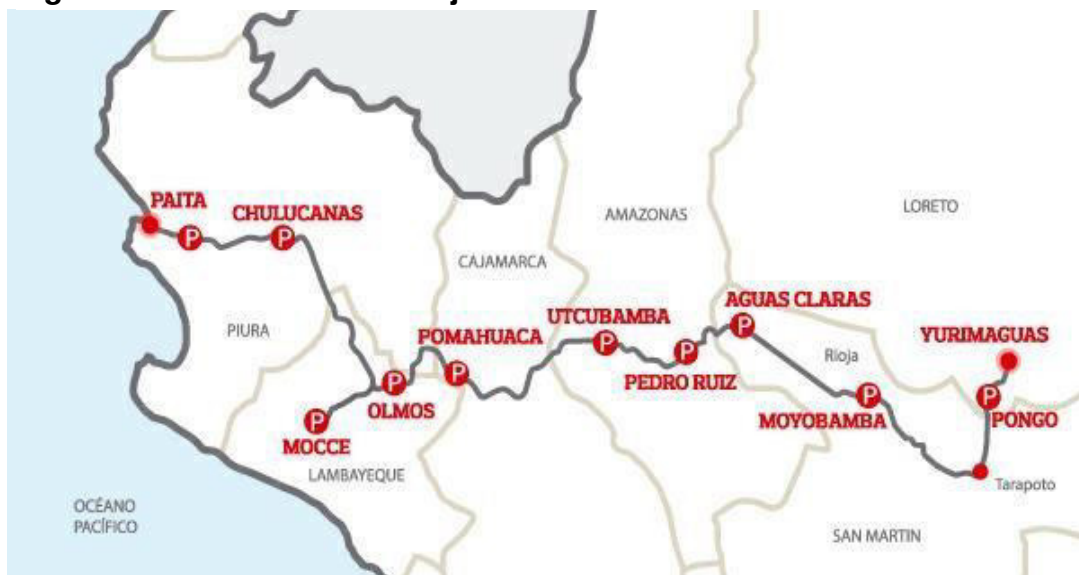 PAITA
P
CHULUCANAS
P
PIURA
CAJAMARCA
AMAZONAS
LORETO
POMAHUACA
P
UTCUBAMBA
P
PEDRO RUIZ
P
AGUAS CLARAS
P
Rioja
YURIMAGUAS
OLMOS
P
MOCCE
P
LAMBAYEQUE
MOYOBAMBA
P
PONGO
P
Tarapoto
OCÉANO
PACÍFICO
SAN MARTIN